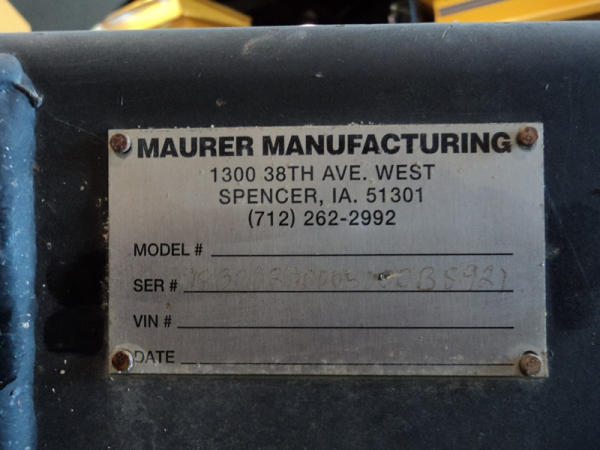 MAURER MANUFACTURING
1300 38TH AVE. WEST
SPENCER, IA. 51301
(712) 262-2992
MODEL #
SER #
VIN #
DATE